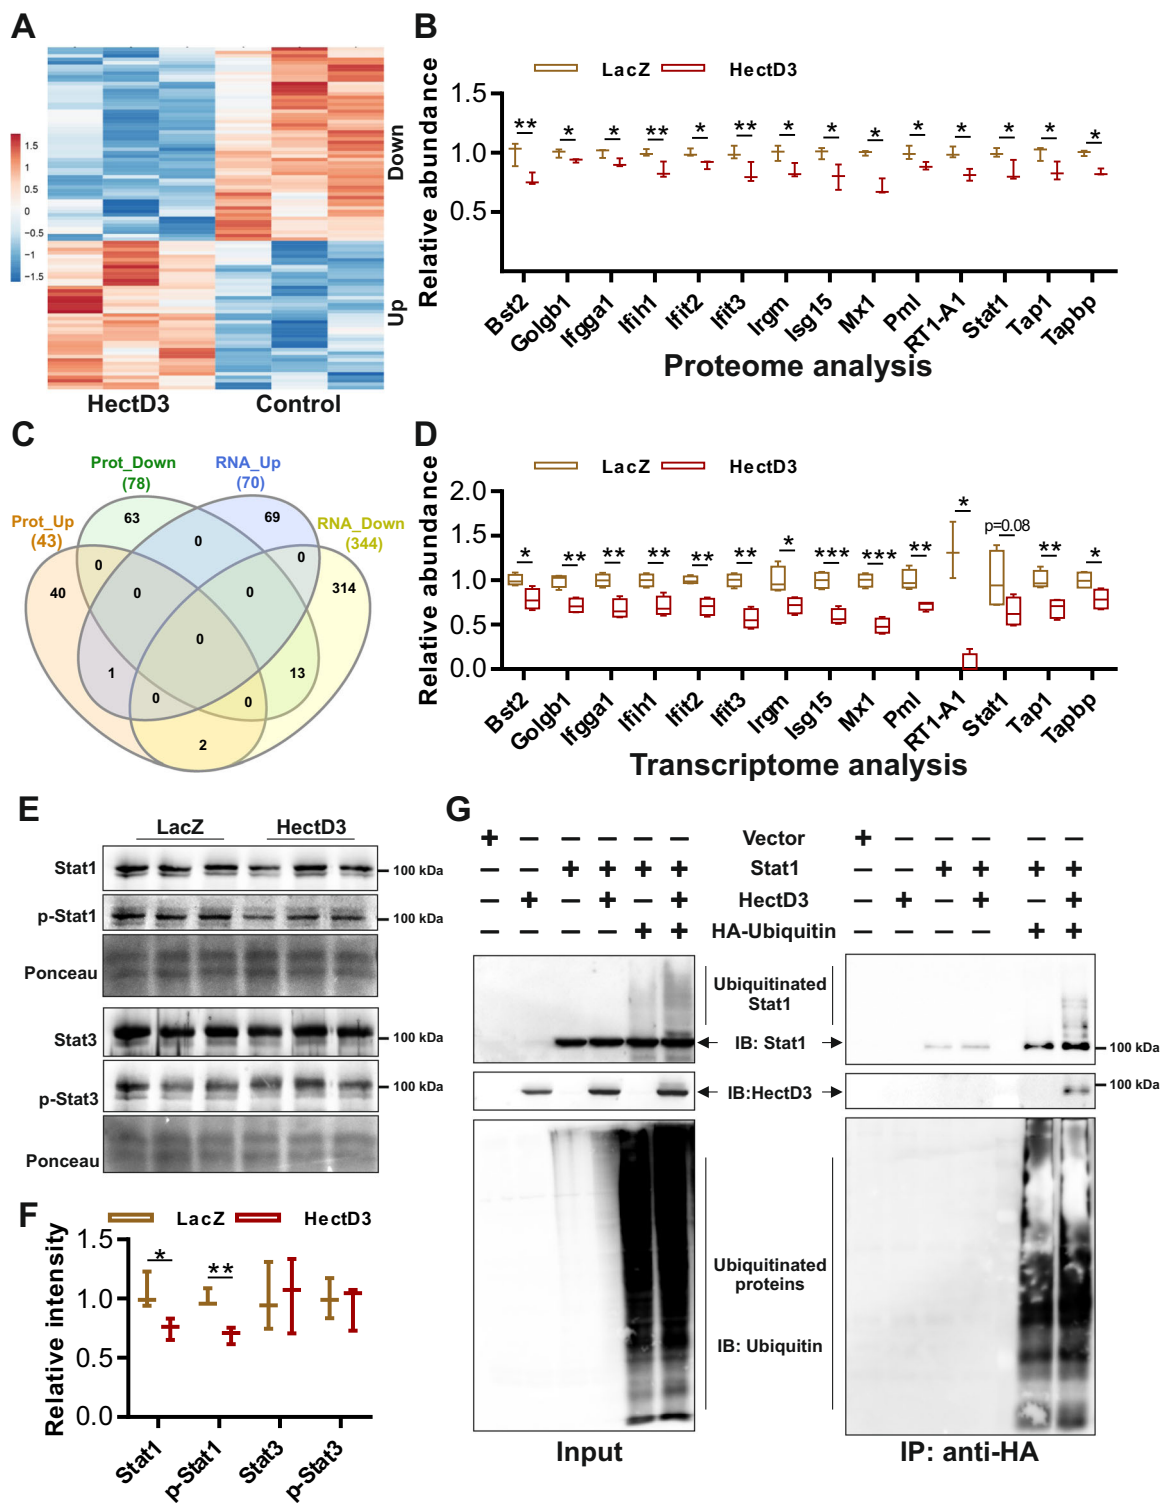 A
1.5
1
0.5
0
−0.5
−1
−1.5
Down
Up
HectD3 Control
B
LacZ HectD3
Relative abundance
1.5
1.0
0.5
** * * ** * ** * * * * * * * *
Bst2 Golgb1 Ifgga1 Ifih1 Ifit2 Ifit3 Irgm Isg15 Mx1 Pml RT1-A1 Stat1 Tap1 Tapbp
Proteome analysis
C
Prot_Down
(78)
RNA_Up
(70)
Prot_Up
(43)
RNA_Down
(344)
63 69
0
0 0
40 0 0 314
0
1 13
0 0
2
D
LacZ HectD3
Relative abundance
2.0
1.5
1.0
0.5
0.0
* ** ** ** ** ** * *** *** ** * p=0.08 ** *
Bst2 Golgb1 Ifgga1 Ifih1 Ifit2 Ifit3 Irgm Isg15 Mx1 Pml RT1-A1 Stat1 Tap1 Tapbp
Transcriptome analysis
E
LacZ HectD3
Stat1 100 kDa
p-Stat1 100 kDa
Ponceau
Stat3 100 kDa
p-Stat3 100 kDa
Ponceau
F
LacZ HectD3
Relative intensity
1.5
1.0
0.5
0.0
* **
Stat1 p-Stat1 Stat3 p-Stat3
G
+ − − − − − Vector + − − − − −
− − + + + + Stat1 − − + + + +
− + − + − + HectD3 − + − + − +
− − − − + + HA-Ubiquitin − − − − + +
Ubiquitinated
Stat1
IB: Stat1
100 kDa
IB:HectD3
100 kDa
Ubiquitinated
proteins
IB: Ubiquitin
Input IP: anti-HA